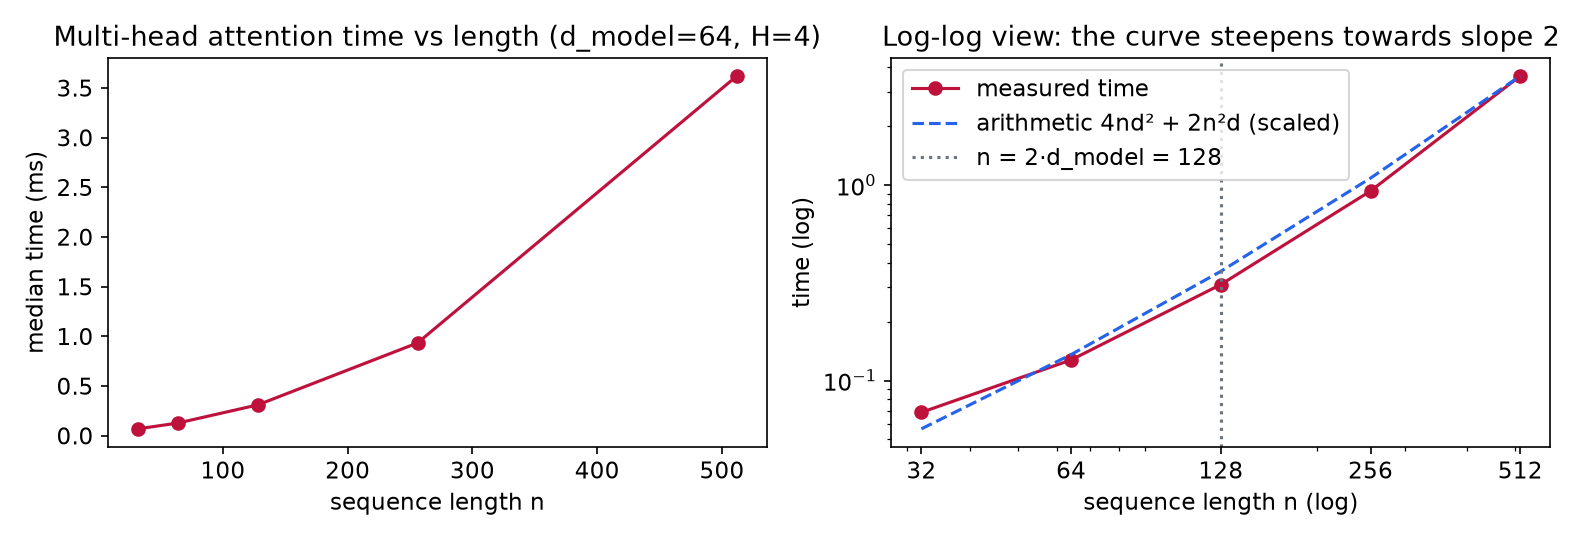 Multi-head attention time vs length (d_model=64, H=4)
median time (ms)
3.5
3.0
2.5
2.0
1.5
1.0
0.5
0.0
100 200 300 400 500
sequence length n
Log-log view: the curve steepens towards slope 2
measured time
arithmetic 4nd² + 2n²d (scaled)
n = 2·d_model = 128
time (log)
10⁰
10⁻¹
32 64 128 256 512
sequence length n (log)